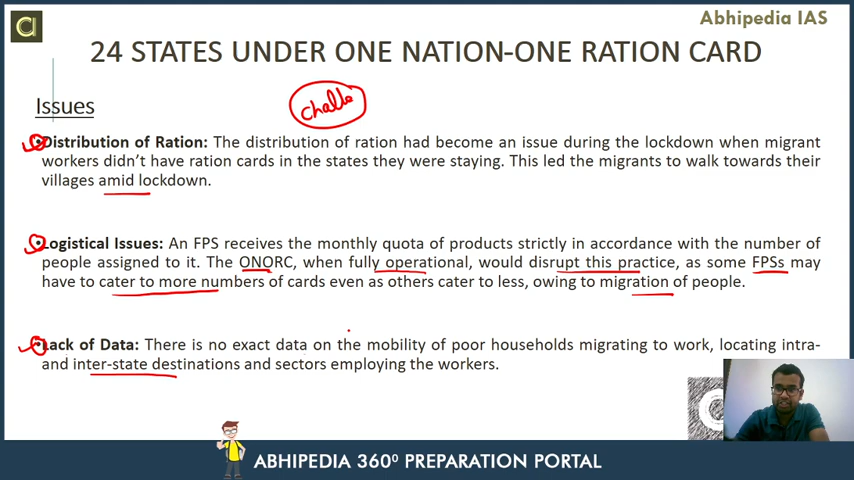 Abhipedia IAS
24 STATES UNDER ONE NATION-ONE RATION CARD
Issues
challe
•Distribution of Ration: The distribution of ration had become an issue during the lockdown when migrant
workers didn't have ration cards in the states they were staying. This led the migrants to walk towards their
villages amid lockdown.
•Logistical Issues: An FPS receives the monthly quota of products strictly in accordance with the number of
people assigned to it. The ONORC, when fully operational, would disrupt this practice, as some FPSs may
have to cater to more numbers of cards even as others cater to less, owing to migration of people.
•Lack of Data: There is no exact data on the mobility of poor households migrating to work, locating intra-
and inter-state destinations and sectors employing the workers.
ABHIPEDIA 360⁰ PREPARATION PORTAL